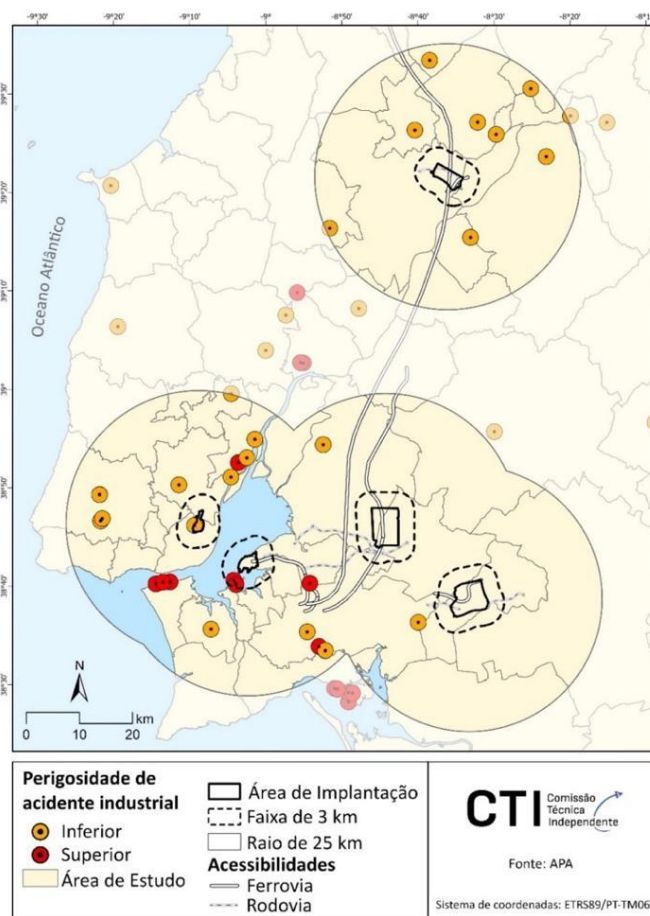 -9°30'
-9°20'
-9°10'
-9°
-8°50'
-8°40'
-8°30'
-8°20'
39°30'
39°20'
39°10'
39°
38°50'
38°40'
38°30'
Oceano Atlântico
N
0 10 20 km
Perigosidade de
acidente industrial
Inferior
Superior
Área de Estudo
Área de Implantação
Faixa de 3 km
Raio de 25 km
Acessibilidades
Ferrovia
Rodovia
CTI Comissão
Técnica
Independente
Fonte: APA
Sistema de coordenadas: ETRS89/PT-TM06